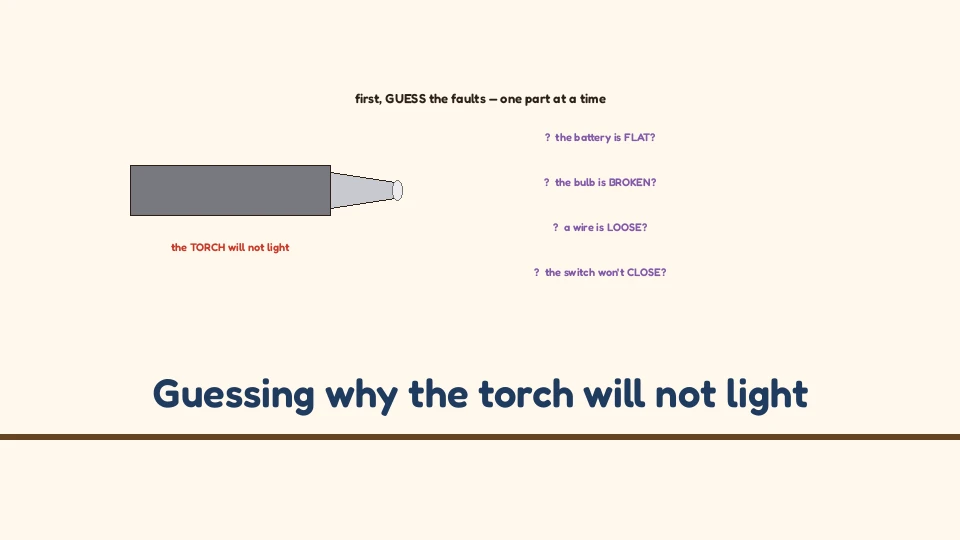 first, GUESS the faults — one part at a time
? the battery is FLAT?
? the bulb is BROKEN?
? a wire is LOOSE?
the TORCH will not light
? the switch won't CLOSE?
Guessing why the torch will not light